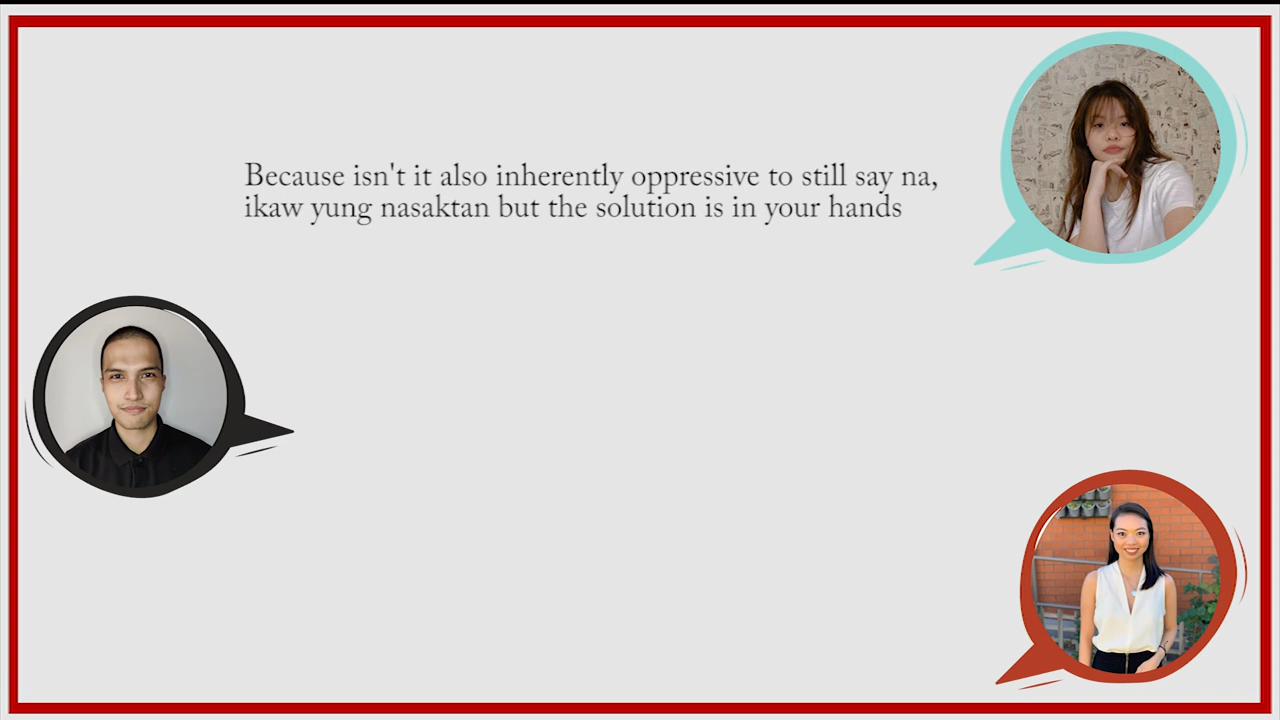 Because isn't it also inherently oppressive to still say na,
ikaw yung nasaktan but the solution is in your hands